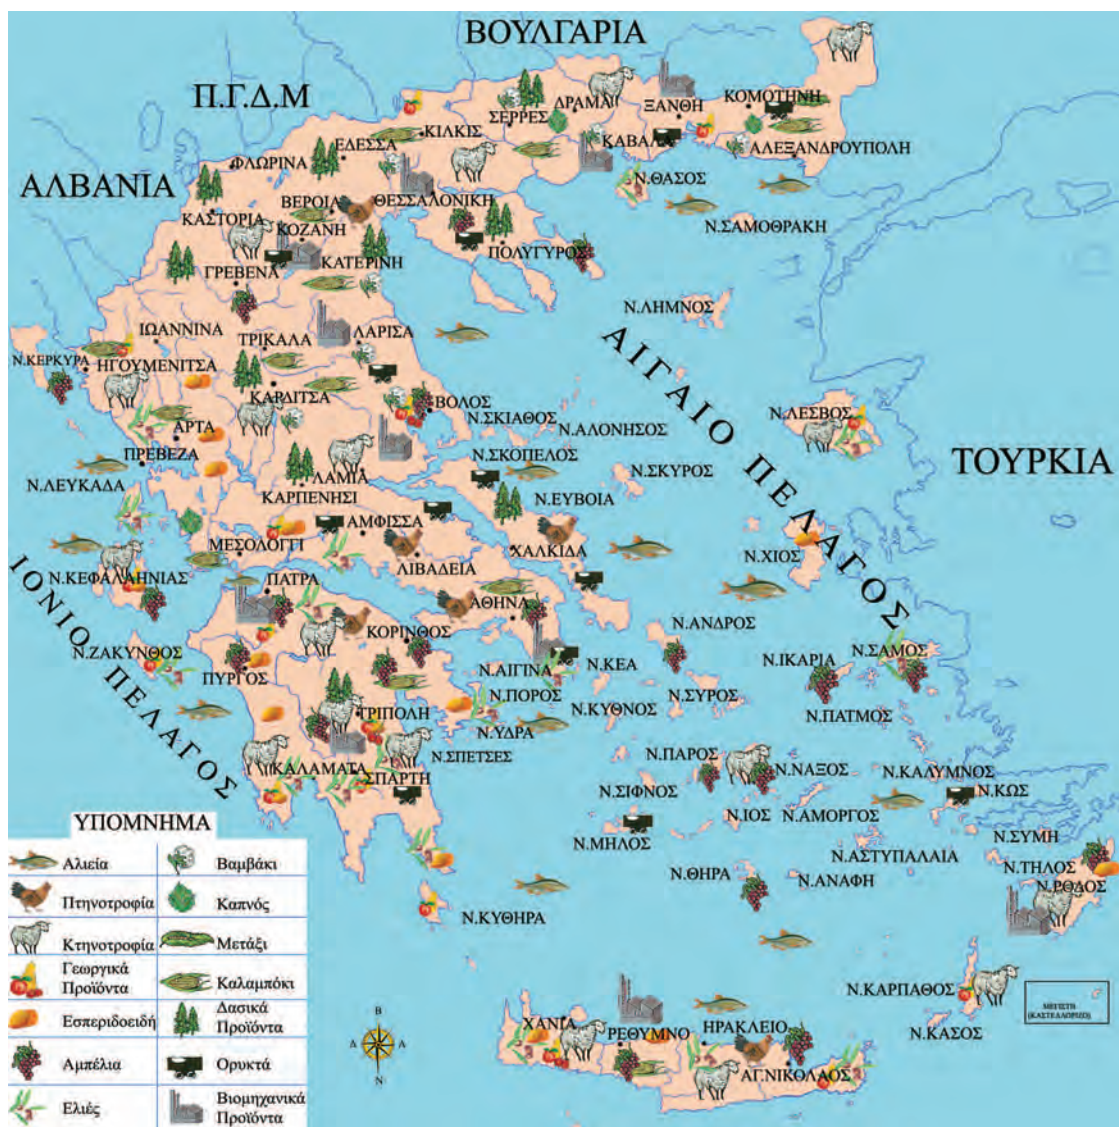 ΒΟΥΛΓΑΡΙΑ
Π.Γ.Δ.Μ
ΑΛΒΑΝΙΑ
ΤΟΥΡΚΙΑ
ΑΙΓΑΙΟ ΠΕΛΑΓΟΣ
ΙΟΝΙΟ ΠΕΛΑΓΟΣ
ΔΡΑΜΑ
ΞΑΝΘΗ
ΚΟΜΟΤΗΝΗ
ΣΕΡΡΕΣ
ΚΙΛΚΙΣ
ΚΑΒΑΛΑ
ΑΛΕΞΑΝΔΡΟΥΠΟΛΗ
ΕΔΕΣΣΑ
ΦΛΩΡΙΝΑ
Ν.ΘΑΣΟΣ
ΘΕΣΣΑΛΟΝΙΚΗ
ΒΕΡΟΙΑ
ΚΑΣΤΟΡΙΑ
Ν.ΣΑΜΟΘΡΑΚΗ
ΚΟΖΑΝΗ
ΠΟΛΥΓΥΡΟΣ
ΚΑΤΕΡΙΝΗ
ΓΡΕΒΕΝΑ
Ν.ΛΗΜΝΟΣ
ΙΩΑΝΝΙΝΑ
ΤΡΙΚΑΛΑ
ΛΑΡΙΣΑ
Ν.ΚΕΡΚΥΡΑ
ΗΓΟΥΜΕΝΙΤΣΑ
ΚΑΡΔΙΤΣΑ
ΒΟΛΟΣ
Ν.ΣΚΙΑΘΟΣ
Ν.ΑΛΟΝΗΣΟΣ
Ν.ΛΕΣΒΟΣ
ΑΡΤΑ
ΠΡΕΒΕΖΑ
Ν.ΣΚΟΠΕΛΟΣ
Ν.ΣΚΥΡΟΣ
Ν.ΛΕΥΚΑΔΑ
ΛΑΜΙΑ
ΚΑΡΠΕΝΗΣΙ
Ν.ΕΥΒΟΙΑ
ΑΜΦΙΣΣΑ
ΜΕΣΟΛΟΓΓΙ
ΧΑΛΚΙΔΑ
Ν.ΧΙΟΣ
ΛΙΒΑΔΕΙΑ
Ν.ΚΕΦΑΛΛΗΝΙΑΣ
ΠΑΤΡΑ
ΑΘΗΝΑ
Ν.ΑΝΔΡΟΣ
ΚΟΡΙΝΘΟΣ
Ν.ΖΑΚΥΝΘΟΣ
ΠΥΡΓΟΣ
Ν.ΑΙΓΙΝΑ
Ν.ΚΕΑ
Ν.ΙΚΑΡΙΑ
Ν.ΣΑΜΟΣ
Ν.ΠΟΡΟΣ
Ν.ΣΥΡΟΣ
ΤΡΙΠΟΛΗ
Ν.ΚΥΘΝΟΣ
Ν.ΠΑΤΜΟΣ
Ν.ΥΔΡΑ
Ν.ΣΠΕΤΣΕΣ
Ν.ΠΑΡΟΣ
ΚΑΛΑΜΑΤΑ
ΣΠΑΡΤΗ
Ν.ΝΑΞΟΣ
Ν.ΚΑΛΥΜΝΟΣ
Ν.ΣΙΦΝΟΣ
Ν.ΚΩΣ
Ν.ΙΟΣ
Ν.ΑΜΟΡΓΟΣ
Ν.ΜΗΛΟΣ
Ν.ΣΥΜΗ
Ν.ΑΣΤΥΠΑΛΑΙΑ
Ν.ΘΗΡΑ
Ν.ΑΝΑΦΗ
Ν.ΤΗΛΟΣ
Ν.ΡΟΔΟΣ
Ν.ΚΥΘΗΡΑ
Ν.ΚΑΡΠΑΘΟΣ
Ν.ΚΑΣΟΣ
ΜΕΓΙΣΤΗ
(ΚΑΣΤΕΛΛΟΡΙΖΟ)
ΧΑΝΙΑ
ΡΕΘΥΜΝΟ
ΗΡΑΚΛΕΙΟ
ΑΓ.ΝΙΚΟΛΑΟΣ
Β
Δ Α
Ν
ΥΠΟΜΝΗΜΑ
Αλιεία
Βαμβάκι
Πτηνοτροφία
Καπνός
Κτηνοτροφία
Μετάξι
Γεωργικά
Προϊόντα
Καλαμπόκι
Εσπεριδοειδή
Δασικά
Προϊόντα
Αμπέλια
Ορυκτά
Ελιές
Βιομηχανικά
Προϊόντα